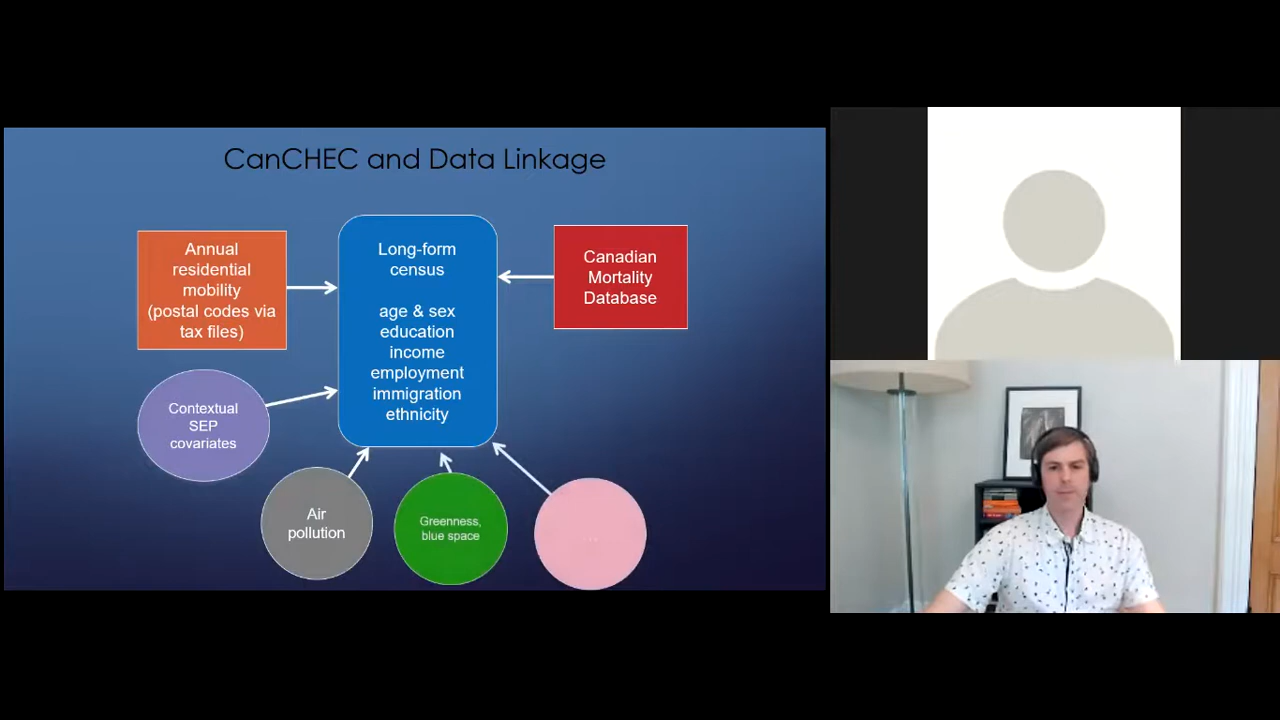 CanCHEC and Data Linkage
Annual
residential
mobility
(postal codes via
tax files)
Long-form
census
age & sex
education
income
employment
immigration
ethnicity
Canadian
Mortality
Database
Contextual
SEP
covariates
Air
pollution
Greenness,
blue space